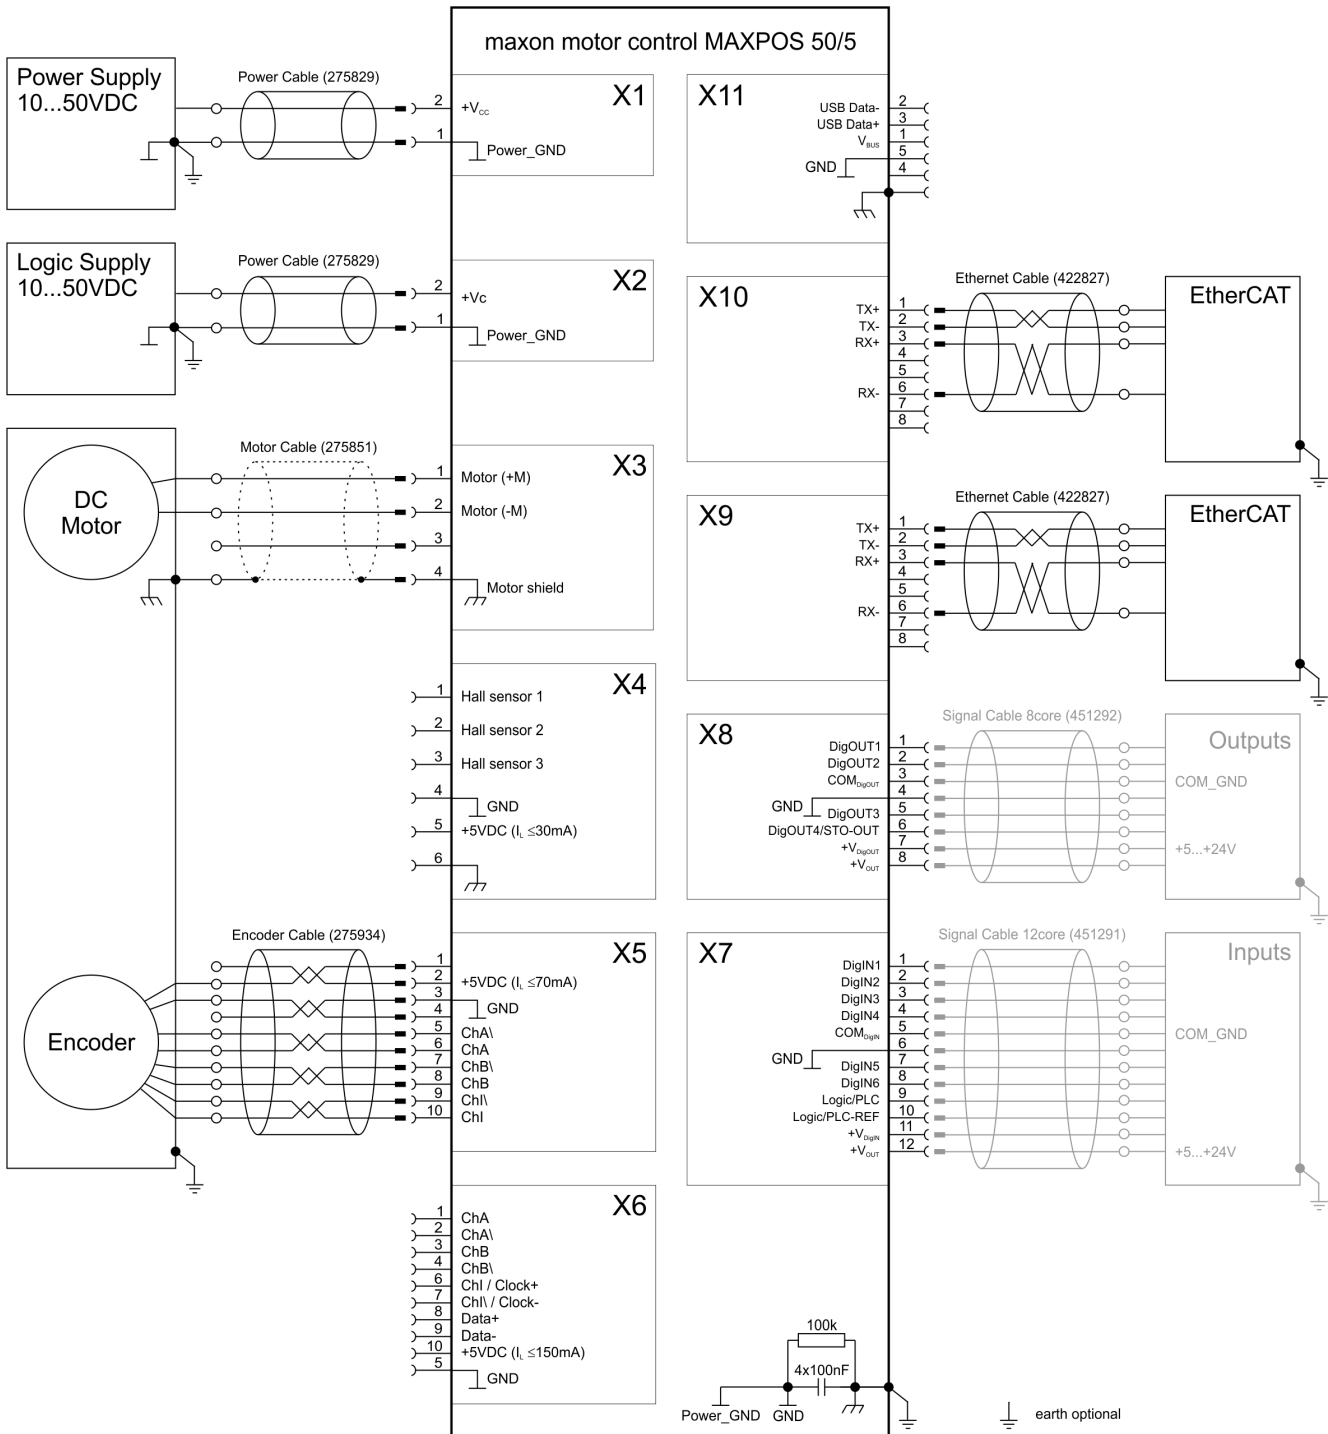 maxon motor control MAXPOS 50/5
Power Supply
10...50VDC
Power Cable (275829)
X1
2
+VCC
1
Power_GND
Logic Supply
10...50VDC
Power Cable (275829)
X2
2
+Vc
1
Power_GND
DC
Motor
Motor Cable (275851)
X3
1
Motor (+M)
2
Motor (-M)
3
4
Motor shield
X4
1
Hall sensor 1
2
Hall sensor 2
3
Hall sensor 3
4
GND
5
+5VDC (IL ≤30mA)
6
Encoder
Encoder Cable (275934)
X5
1
2
+5VDC (IL ≤70mA)
3
GND
4
5
ChA\
6
ChA
7
ChB\
8
ChB
9
ChI\
10
ChI
X6
1
ChA
2
ChA\
3
ChB
4
ChB\
6
ChI / Clock+
7
ChI\ / Clock-
8
Data+
9
Data-
10
+5VDC (IL ≤150mA)
5
GND
X11
USB Data-
2
USB Data+
3
VBUS
1
GND
5
4
X10
Ethernet Cable (422827)
EtherCAT
TX+
1
TX-
2
RX+
3
4
5
RX-
6
7
8
X9
Ethernet Cable (422827)
EtherCAT
TX+
1
TX-
2
RX+
3
4
5
RX-
6
7
8
X8
Signal Cable 8core (451292)
Outputs
DigOUT1
1
DigOUT2
2
COMDigOUT
3
COM_GND
GND
4
DigOUT3
5
DigOUT4/STO-OUT
6
+VDigOUT
7
+5...+24V
+VOUT
8
X7
Signal Cable 12core (451291)
Inputs
DigIN1
1
DigIN2
2
DigIN3
3
DigIN4
4
COMDigIN
5
COM_GND
GND
6
DigIN5
7
DigIN6
8
Logic/PLC
9
Logic/PLC-REF
10
+VDigIN
11
+VOUT
12
+5...+24V
100k
4x100nF
Power_GND
GND
earth optional